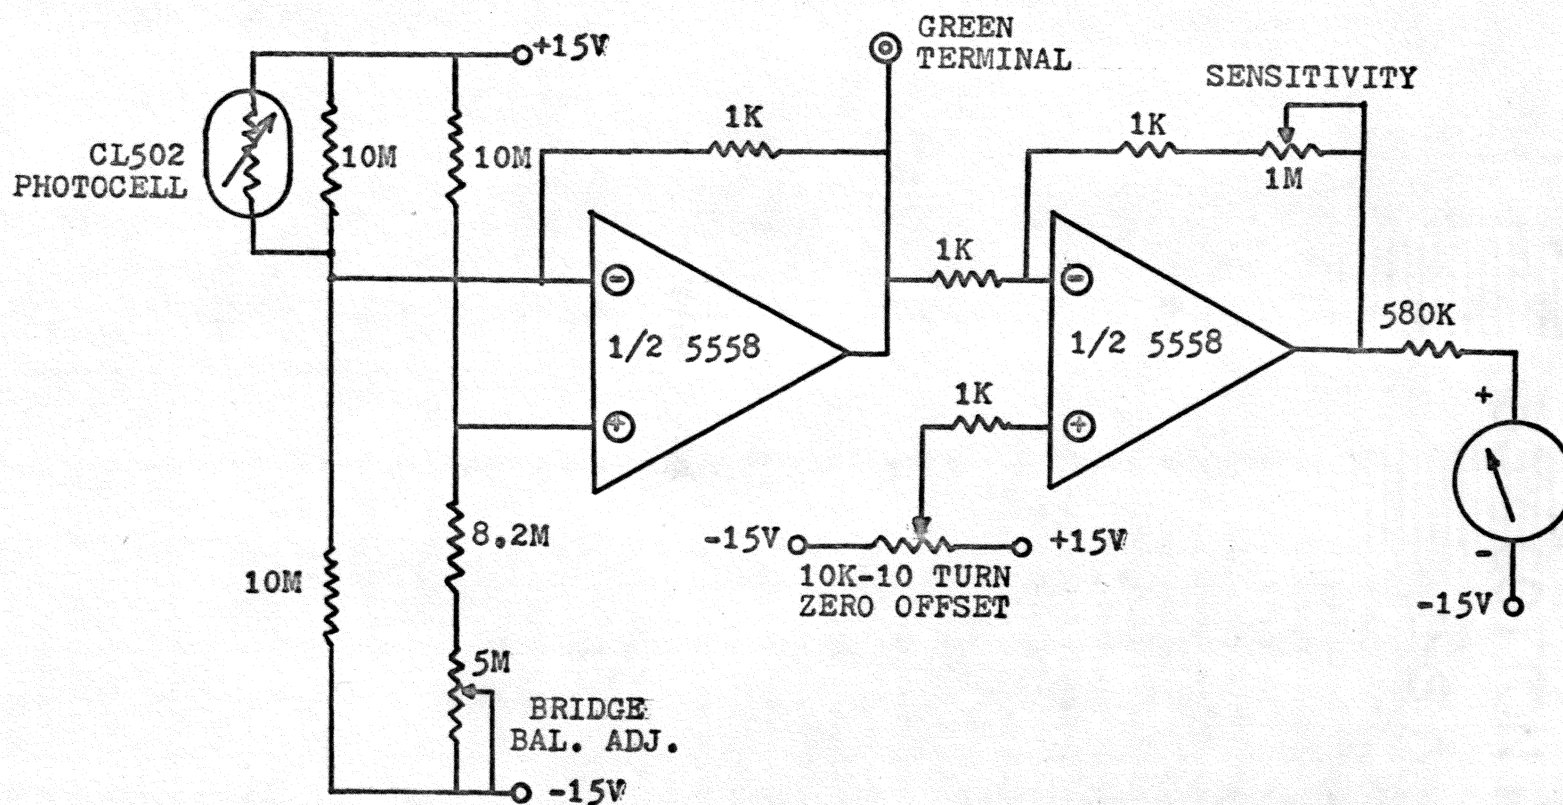 GREEN
TERMINAL
+15V
SENSITIVITY
1K
1K
CL502
PHOTOCELL
10M
10M
1M
1K
-
-
1/2 5558
1/2 5558
580K
1K
+
+
+
8.2M
-15V
+15V
10M
10K-10 TURN
ZERO OFFSET
-
-15V
5M
BRIDGE
BAL. ADJ.
-15V